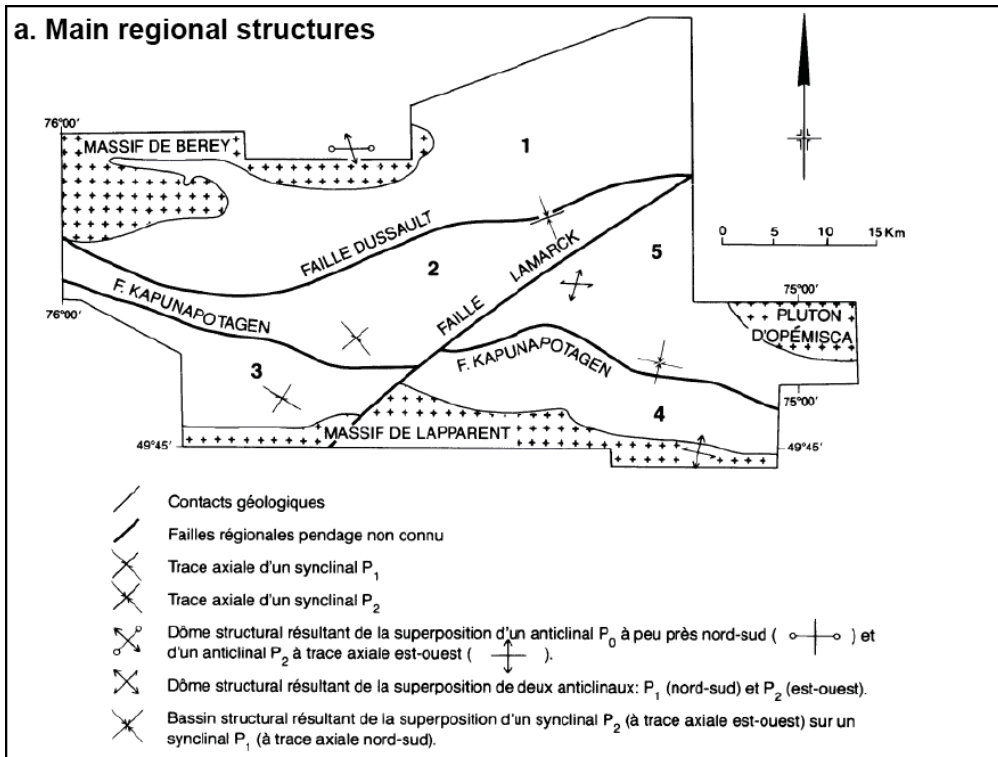 a. Main regional structures
76°00'
MASSIF DE BEREY
1
FAILLE DUSSAULT
2
FAILLE LAMARCK
5
0 5 10 15 Km
76°00'
F. KAPUNAPOTAGEN
75°00'
PLUTON
D'OPÉMISCA
3
F. KAPUNAPOTAGEN
4
75°00'
49°45'
MASSIF DE LAPPARENT
49°45'
Contacts géologiques
Failles régionales pendage non connu
Trace axiale d'un synclinal P1
Trace axiale d'un synclinal P2
Dôme structural résultant de la superposition d'un anticlinal P0 à peu près nord-sud ( ) et
d'un anticlinal P2 à trace axiale est-ouest ( ).
Dôme structural résultant de la superposition de deux anticlinaux: P1 (nord-sud) et P2 (est-ouest).
Bassin structural résultant de la superposition d'un synclinal P2 (à trace axiale est-ouest) sur un
synclinal P1 (à trace axiale nord-sud).